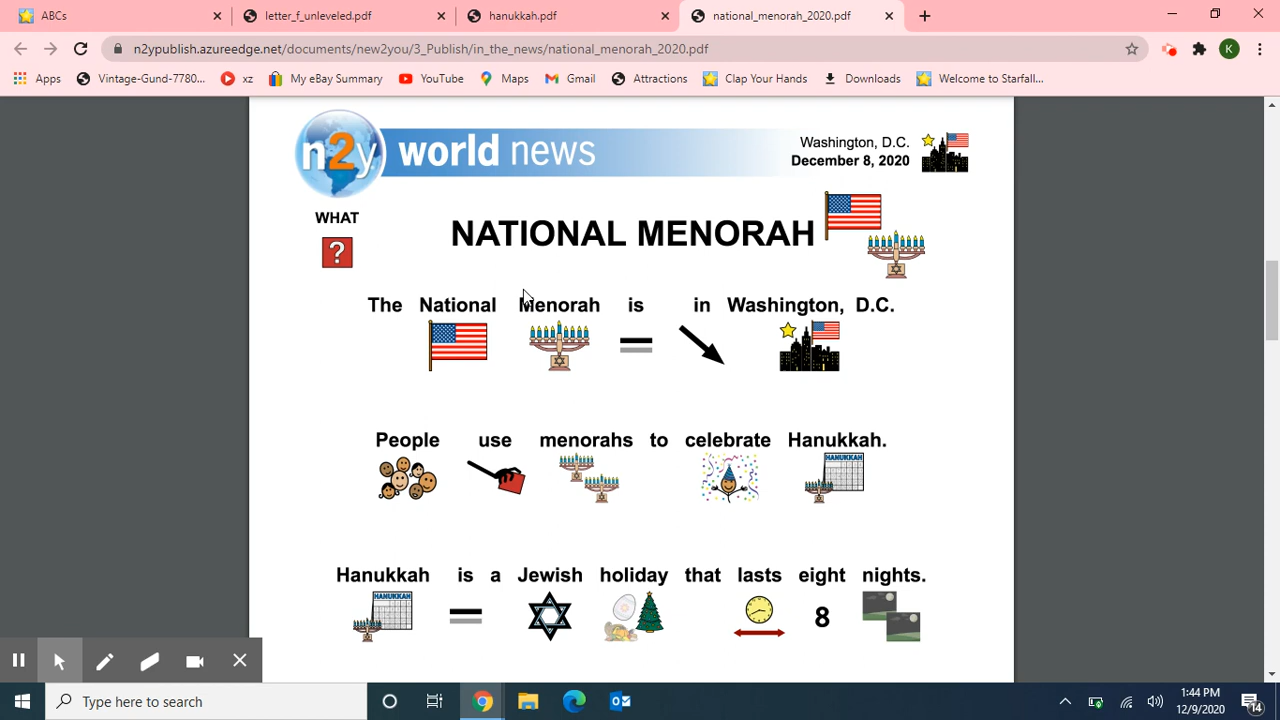 ABCs
letter_f_unleveled.pdf
hanukkah.pdf
national_menorah_2020.pdf
n2ypublish.azureedge.net/documents/new2you/3_Publish/in_the_news/national_menorah_2020.pdf
K
Apps
Vintage-Gund-7780...
xz
My eBay Summary
YouTube
Maps
Gmail
Attractions
Clap Your Hands
Downloads
Welcome to Starfall...
n2y world news
Washington, D.C.
December 8, 2020
WHAT
?
NATIONAL MENORAH
The National Menorah is in Washington, D.C.
People use menorahs to celebrate Hanukkah.
HANUKKAH
Hanukkah is a Jewish holiday that lasts eight nights.
HANUKKAH
8
Type here to search
1:44 PM
12/9/2020
14